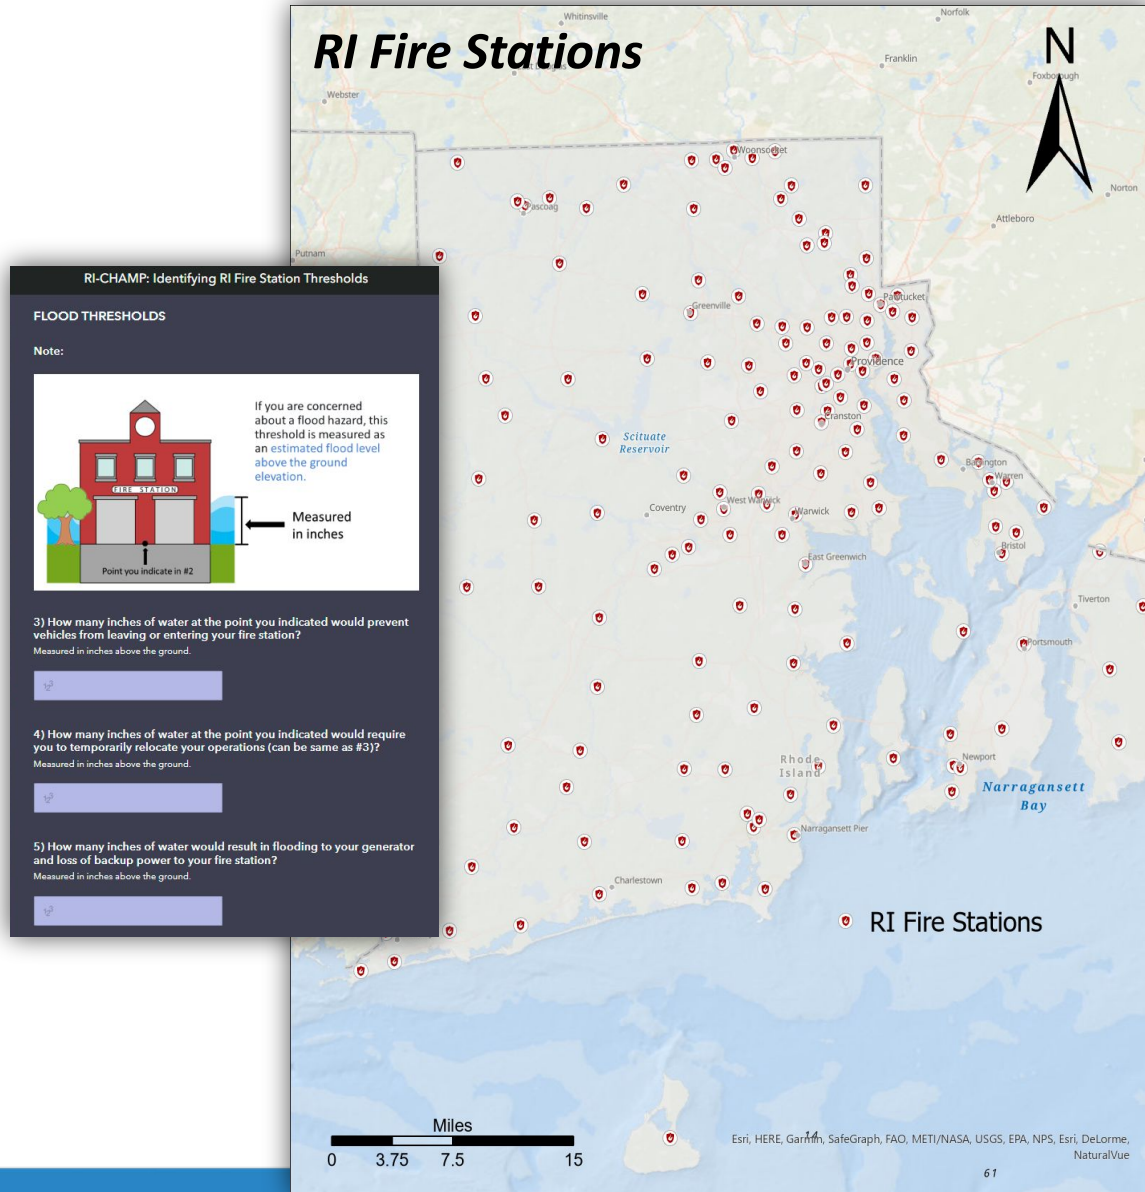 RI Fire Stations
N
Whitinsville
Norfolk
Franklin
Foxborough
Webster
Norton
Attleboro
Putnam
Woonsocket
Pascoag
Greenville
Pawtucket
Providence
Cranston
Scituate
Reservoir
Barrington
Warren
Coventry
West Warwick
Warwick
East Greenwich
Bristol
Tiverton
Portsmouth
Rhode
Island
Newport
Narragansett
Bay
Narragansett Pier
Charlestown
RI Fire Stations
Miles
0 3.75 7.5 15
Esri, HERE, Garmin, SafeGraph, FAO, METI/NASA, USGS, EPA, NPS, Esri, DeLorme,
NaturalVue
14
61
RI-CHAMP: Identifying RI Fire Station Thresholds
FLOOD THRESHOLDS
Note:
If you are concerned
about a flood hazard, this
threshold is measured as
an estimated flood level
above the ground
elevation.
FIRE STATION
Measured
in inches
Point you indicate in #2
3) How many inches of water at the point you indicated would prevent
vehicles from leaving or entering your fire station?
Measured in inches above the ground.
4) How many inches of water at the point you indicated would require
you to temporarily relocate your operations (can be same as #3)?
Measured in inches above the ground.
5) How many inches of water would result in flooding to your generator
and loss of backup power to your fire station?
Measured in inches above the ground.